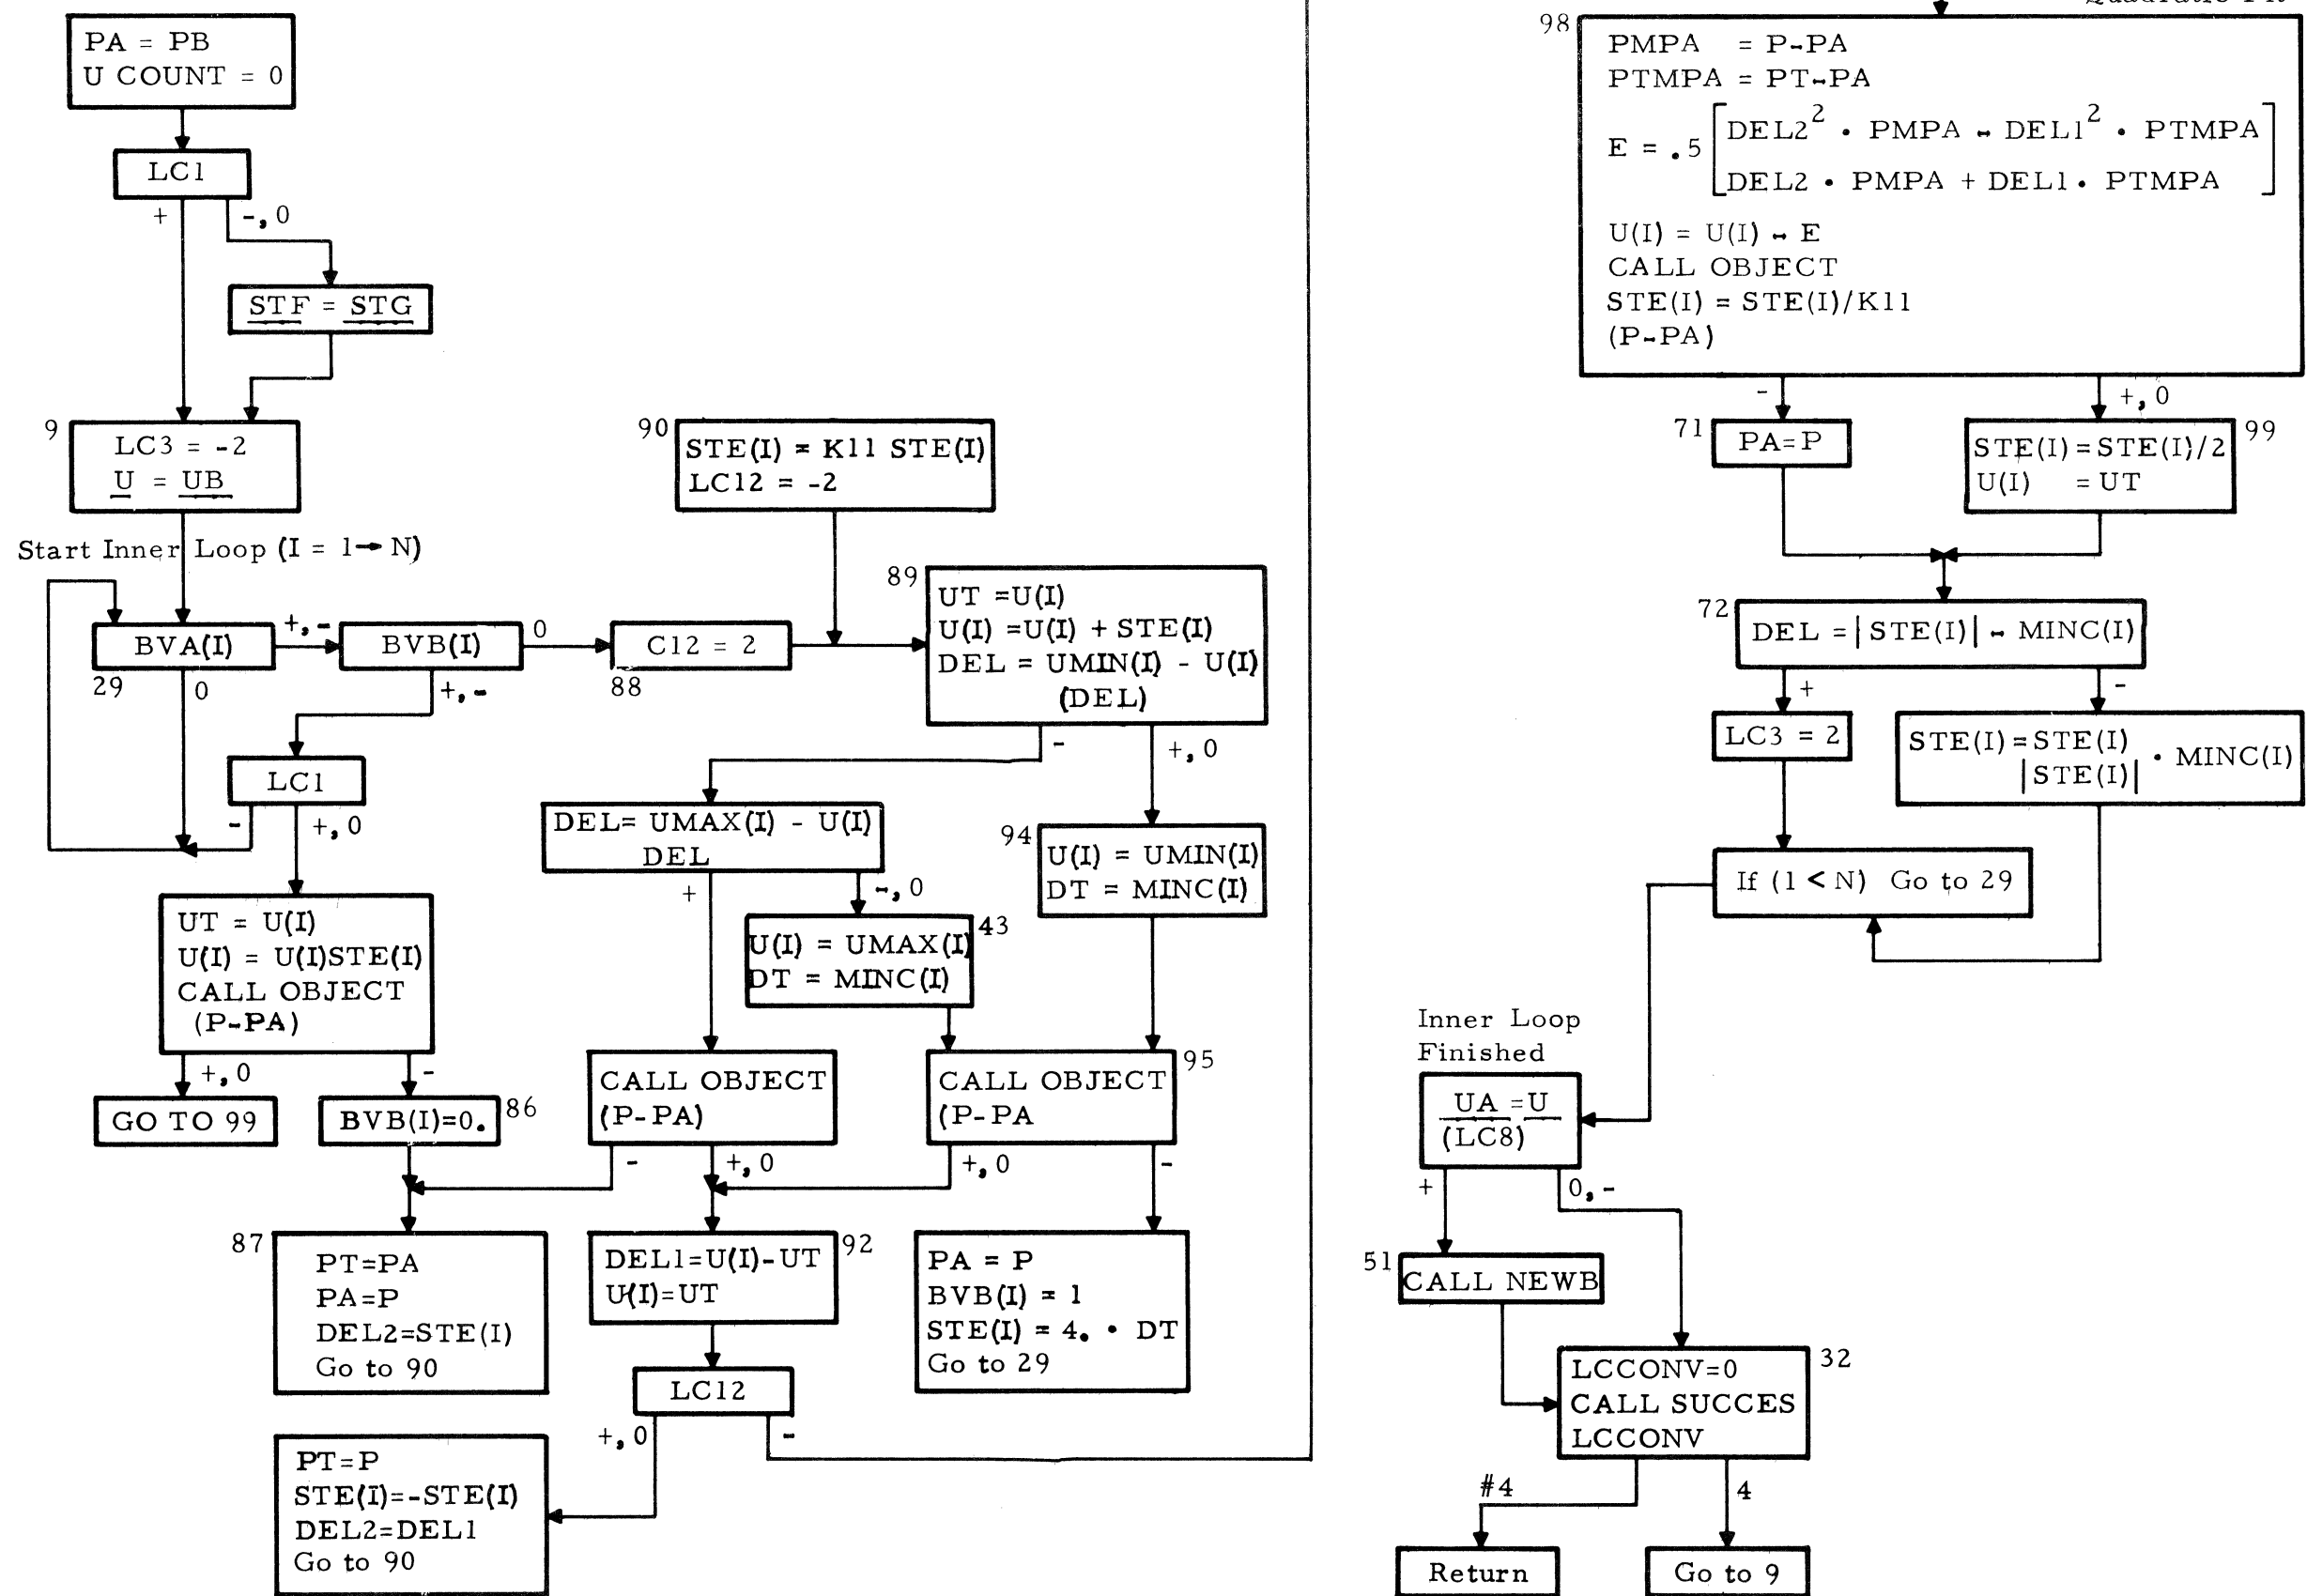 PA = PB
U COUNT = 0
LC1
+
-, 0
STF = STG
9
LC3 = -2
U = UB
Start Inner Loop (I = 1→ N)
BVA(I)
29
0
+, -
BVB(I)
0
+, -
C12 = 2
88
90
STE(I) = K11 STE(I)
LC12 = -2
89
UT =U(I)
U(I) =U(I) + STE(I)
DEL = UMIN(I) - U(I)
(DEL)
-
+, 0
LC1
-
+, 0
DEL= UMAX(I) - U(I)
DEL
+
-, 0
94
U(I) = UMIN(I)
DT = MINC(I)
43
U(I) = UMAX(I)
DT = MINC(I)
UT = U(I)
U(I) = U(I)STE(I)
CALL OBJECT
(P-PA)
+, 0
-
GO TO 99
BVB(I)=0.
86
CALL OBJECT
(P-PA)
-
+, 0
95
CALL OBJECT
(P-PA
+, 0
-
87
PT=PA
PA=P
DEL2=STE(I)
Go to 90
92
DEL1=U(I)-UT
U(I)=UT
PA = P
BVB(I) = 1
STE(I) = 4. • DT
Go to 29
LC12
+, 0
-
PT=P
STE(I)=-STE(I)
DEL2=DEL1
Go to 90
98
PMPA = P-PA
PTMPA = PT-PA
DEL2² • PMPA - DEL1² • PTMPA
E = .5
DEL2 • PMPA + DEL1 • PTMPA
U(I) = U(I) - E
CALL OBJECT
STE(I) = STE(I)/K11
(P-PA)
-
+, 0
71
PA=P
99
STE(I)=STE(I)/2
U(I) =UT
72
DEL =|STE(I)| - MINC(I)
+
-
LC3 = 2
STE(I)=STE(I)
|STE(I)| • MINC(I)
If (1 < N) Go to 29
Inner Loop
Finished
UA =U
(LC8)
+
0, -
51
CALL NEWB
32
LCCONV=0
CALL SUCCES
LCCONV
#4
4
Return
Go to 9